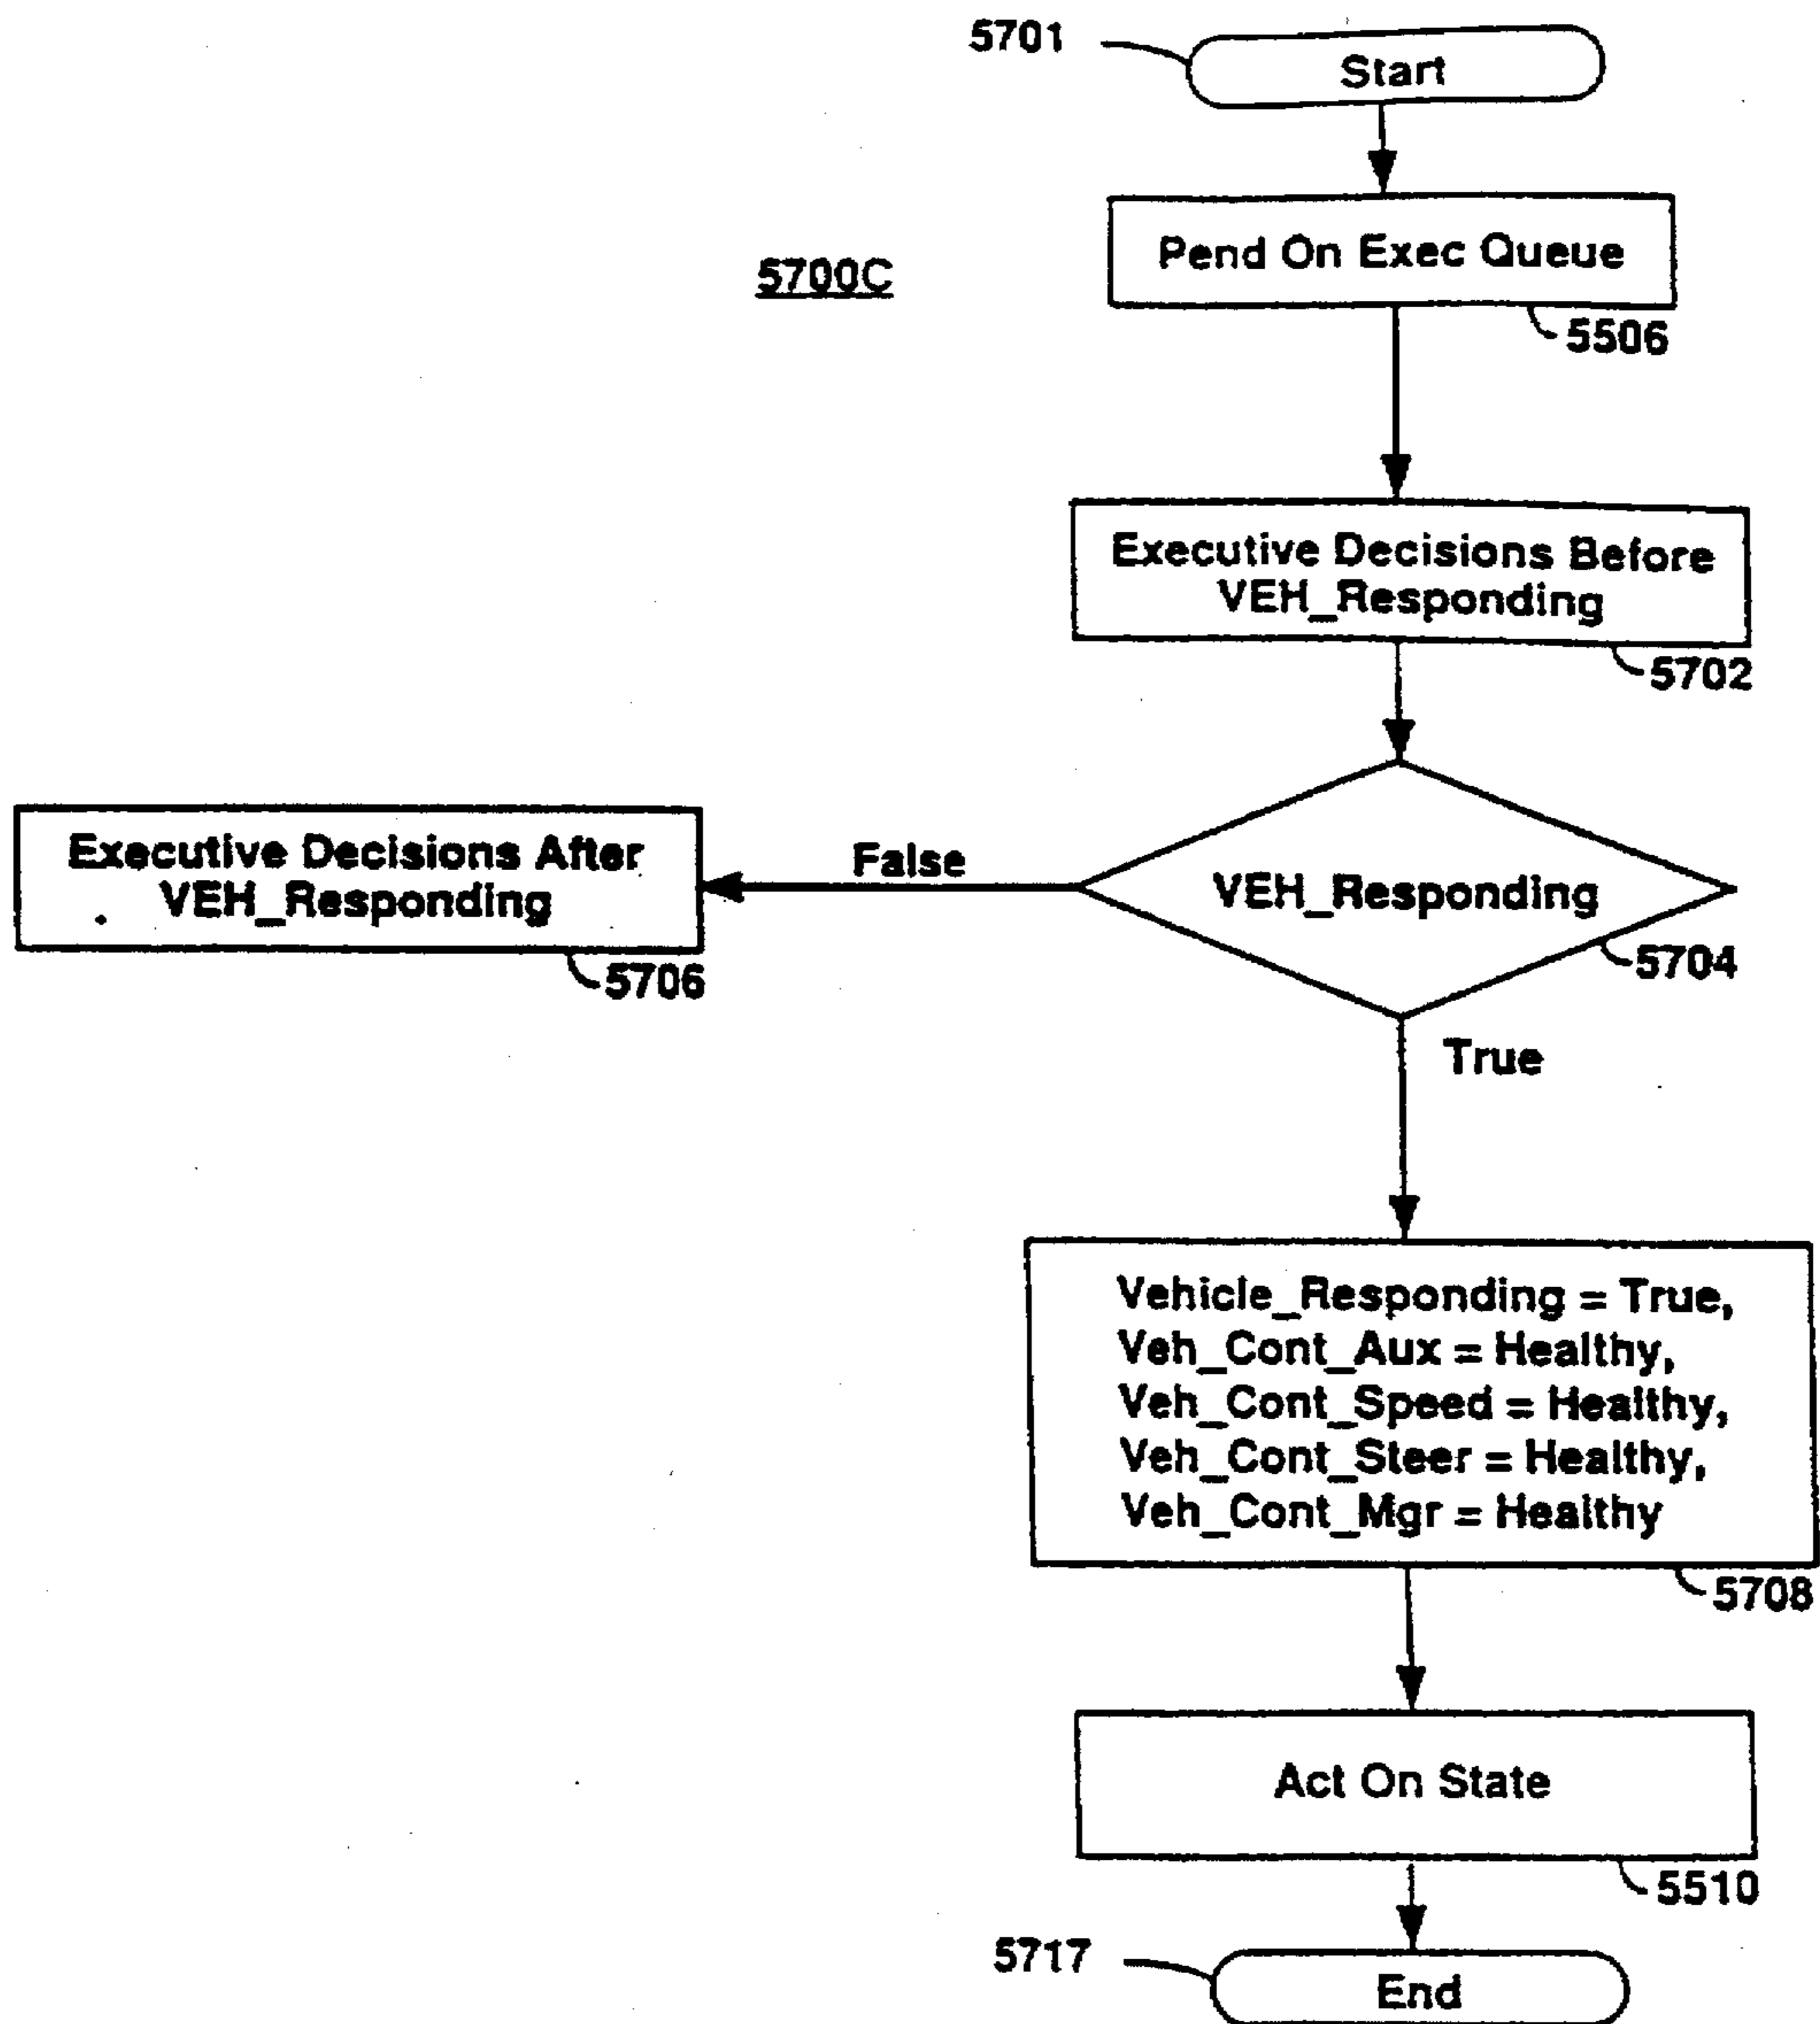 5701
Start
Pend On Exec Queue
5700C
5506
Executive Decisions Before
VEH_Responding
5702
Executive Decisions After
VEH_Responding
False
VEH_Responding
5706
5704
True
Vehicle_Responding = True,
Veh_Cont_Aux = Healthy,
Veh_Cont_Speed = Healthy,
Veh_Cont_Steer = Healthy,
Veh_Cont_Mgr = Healthy
5708
Act On State
5510
5717
End